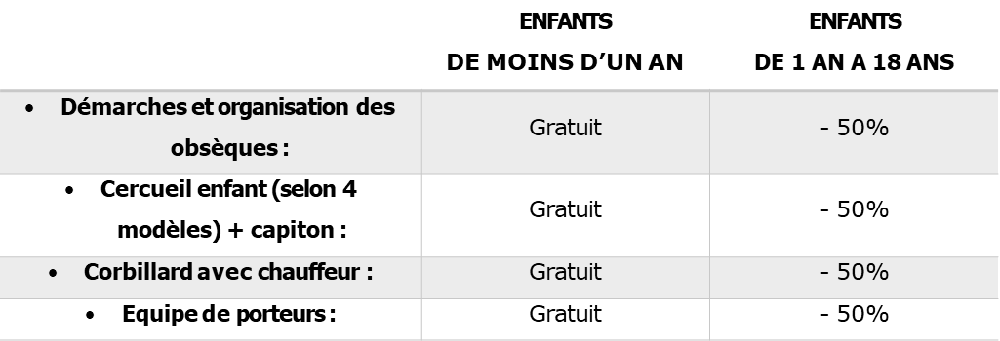 ENFANTS
DE MOINS D’UN AN
ENFANTS
DE 1 AN A 18 ANS
• Démarches et organisation des
obsèques :
Gratuit
- 50%
• Cercueil enfant (selon 4
modèles) + capiton :
Gratuit
- 50%
• Corbillard avec chauffeur :
Gratuit
- 50%
• Equipe de porteurs :
Gratuit
- 50%